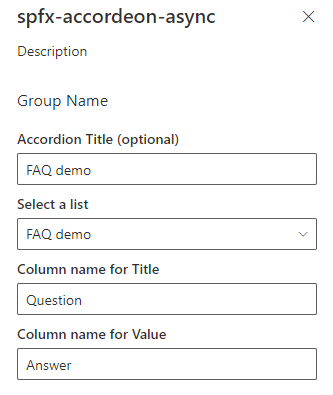 spfx-accordeon-async
Description
Group Name
Accordion Title (optional)
FAQ demo
Select a list
FAQ demo
Column name for Title
Question
Column name for Value
Answer